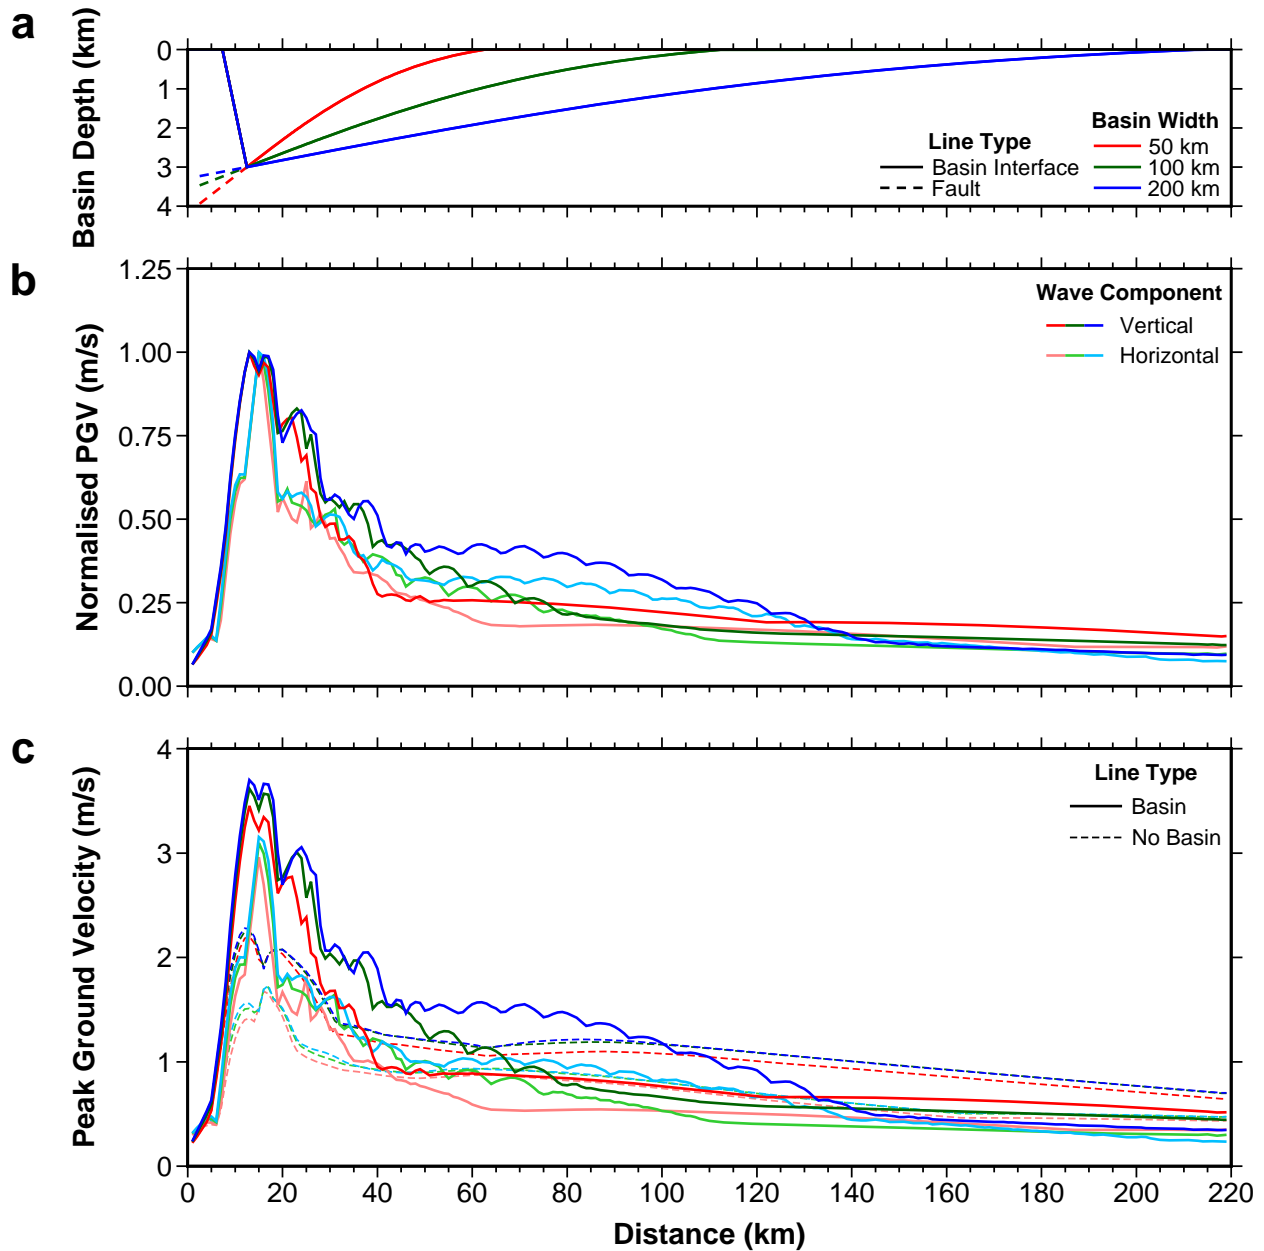 a
Basin Depth (km)
0
1
2
3
4
Line Type
Basin Interface
Fault
Basin Width
50 km
100 km
200 km
b
Normalised PGV (m/s)
1.25
1.00
0.75
0.50
0.25
0.00
Wave Component
Vertical
Horizontal
c
Peak Ground Velocity (m/s)
4
3
2
1
0
Line Type
Basin
No Basin
0 20 40 60 80 100 120 140 160 180 200 220
Distance (km)